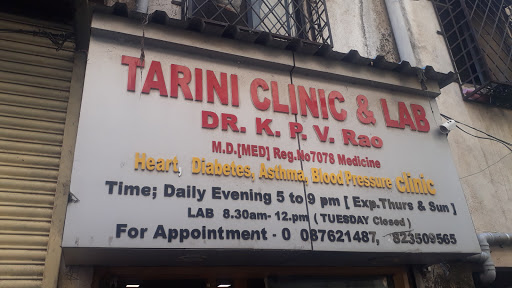 TARINI CLINIC & LAB
DR. K. P. V. Rao
M.D.[MED] Reg.No7078 Medicine
Heart, Diabetes, Asthma, Blood Pressure clinic
Time; Daily Evening 5 to 9 pm [ Exp.Thurs & Sun ]
LAB 8.30am- 12.pm ( TUESDAY Closed )
For Appointment - 0 087621487, 823509565